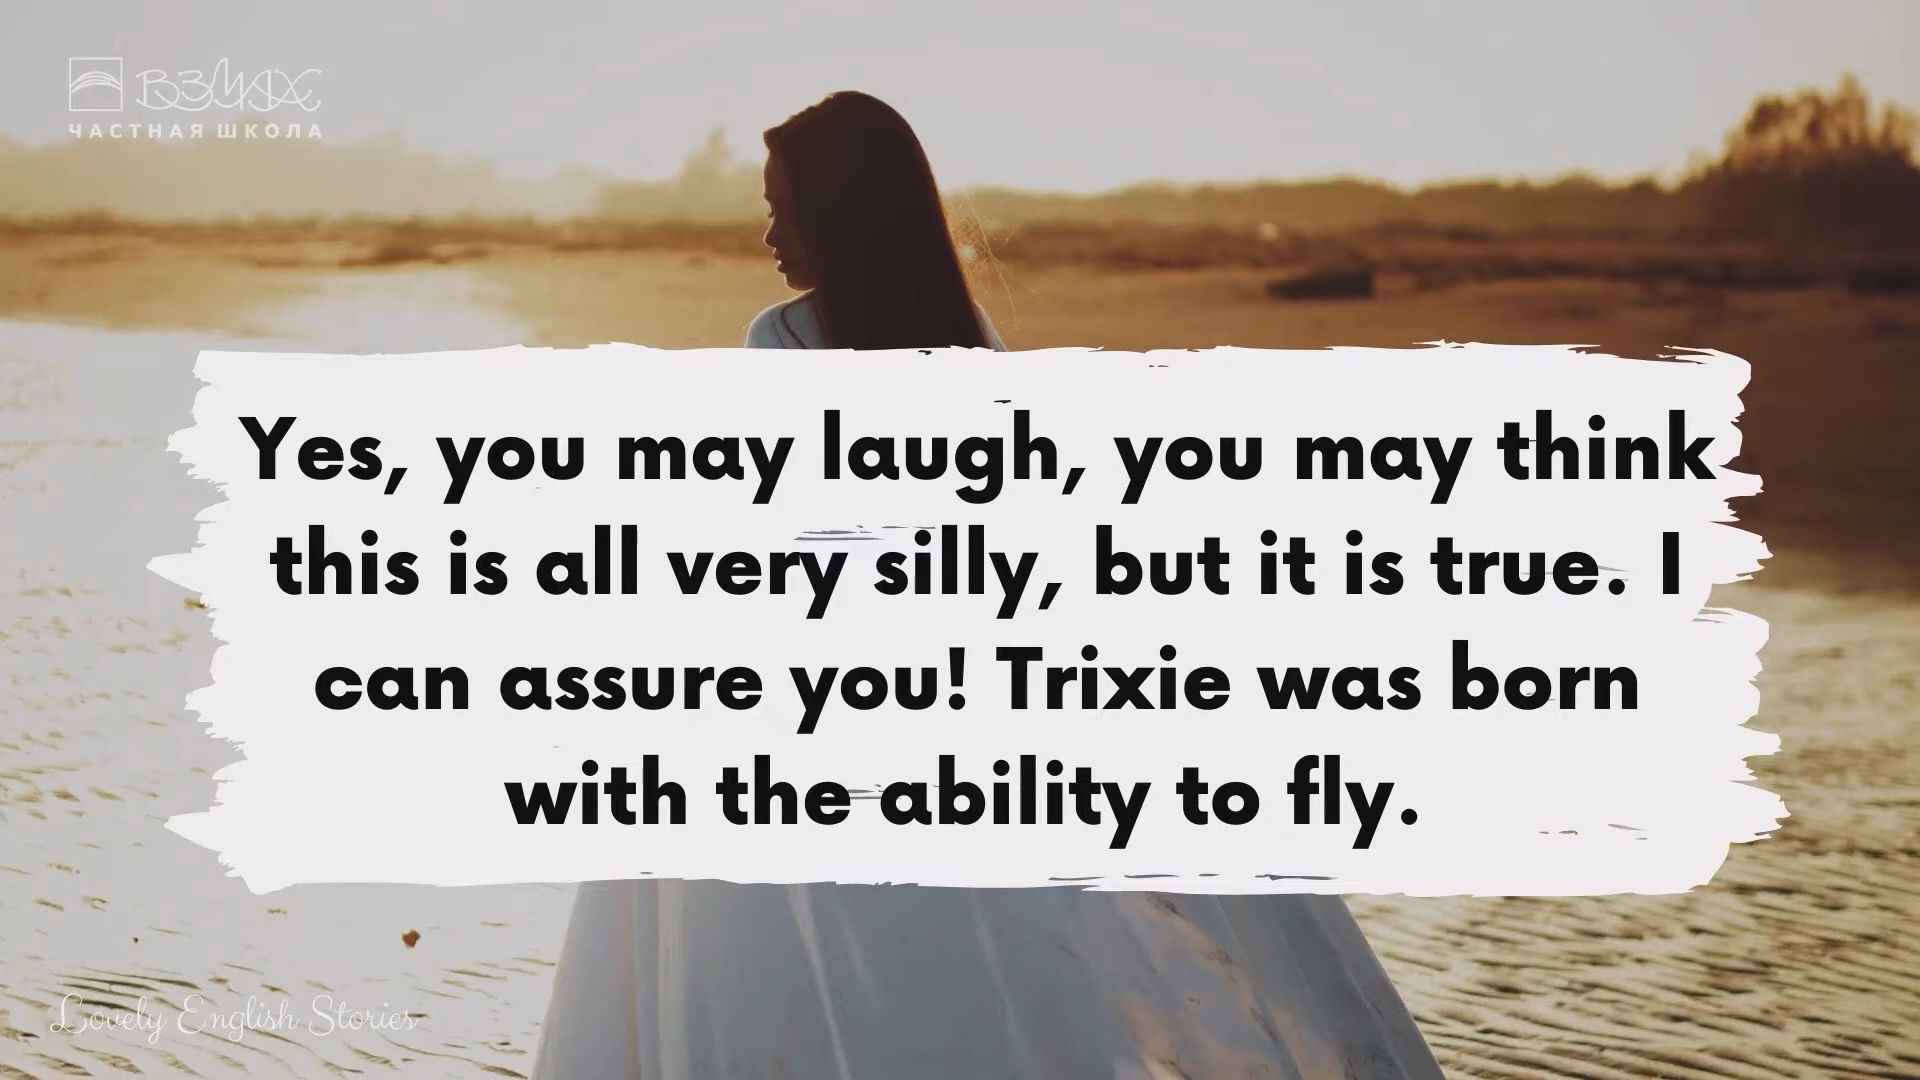 ВЗМАХ
ЧАСТНАЯ ШКОЛА
Yes, you may laugh, you may think
this is all very silly, but it is true. I
can assure you! Trixie was born
with the ability to fly.
Lovely English Stories